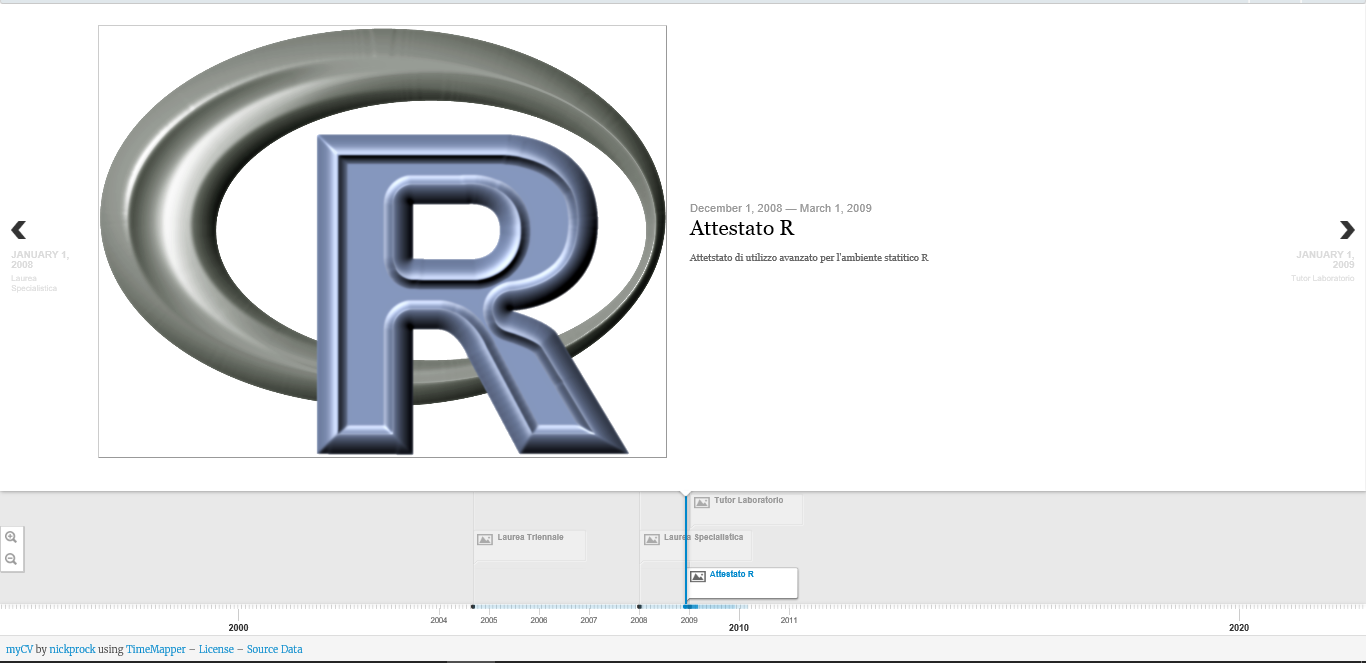 R
December 1, 2008 — March 1, 2009
Attestato R
Attetstato di utilizzo avanzato per l'ambiente statitico R
JANUARY 1,
2008
Laurea
Specialistica
JANUARY 1,
2009
Tutor Laboratorio
Tutor Laboratorio
Laurea Triennale
Laurea Specialistica
Attestato R
2004 2005 2006 2007 2008 2009 2011
2000 2010 2020
myCV by nickprock using TimeMapper – License – Source Data